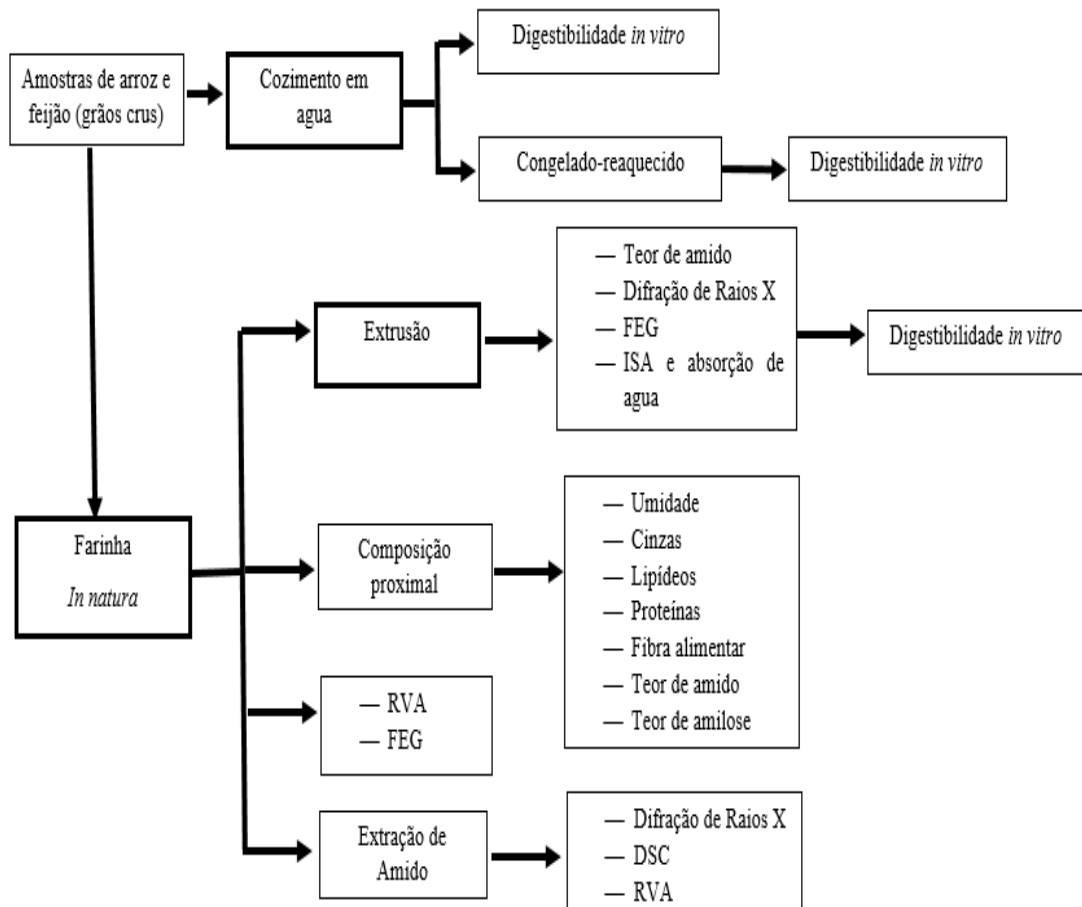 Digestibilidade in vitro
Amostras de arroz e
feijão (grãos crus)
Cozimento em
agua
Congelado-reaquecido
Digestibilidade in vitro
Extrusão
— Teor de amido
— Difração de Raios X
— FEG
— ISA e absorção de
agua
Digestibilidade in vitro
Farinha
In natura
Composição
proximal
— Umidade
— Cinzas
— Lipídeos
— Proteínas
— Fibra alimentar
— Teor de amido
— Teor de amilose
— RVA
— FEG
Extração de
Amido
— Difração de Raios X
— DSC
— RVA